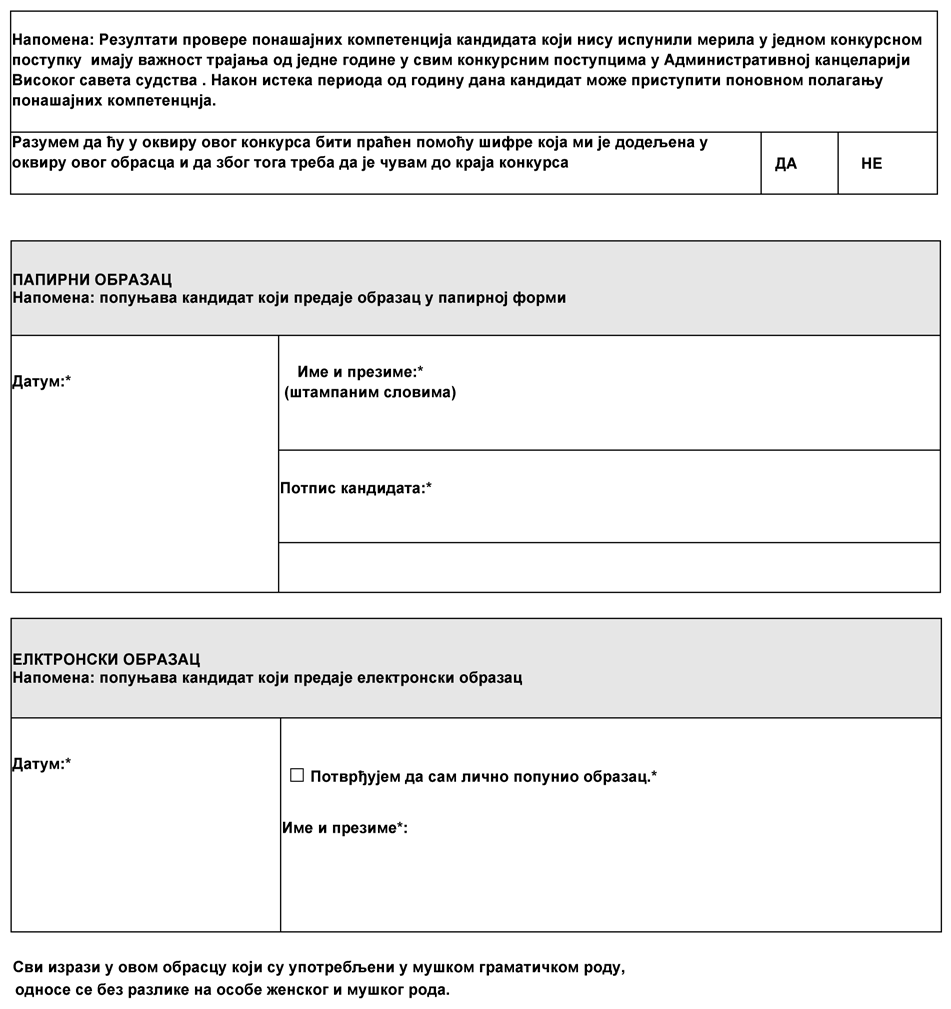 Напомена: Резултати провере понашајних компетенција кандидата који нису испунили мерила у једном конкурсном
поступку имају важност трајања од једне године у свим конкурсним поступцима у Административној канцеларији
Високог савета судства . Након истека периода од годину дана кандидат може приступити поновном полагању
понашајних компетенцнја.
Разумем да ћу у оквиру овог конкурса бити праћен помоћу шифре која ми је додељена у
оквиру овог обрасца и да због тога треба да је чувам до краја конкурса
ДА
НЕ
ПАПИРНИ ОБРАЗАЦ
Напомена: попуњава кандидат који предаје образац у папирној форми
Датум:*
Име и презиме:*
(штампаним словима)
Потпис кандидата:*
ЕЛКТРОНСКИ ОБРАЗАЦ
Напомена: попуњава кандидат који предаје електронски образац
Датум:*
☐ Потврђујем да сам лично попунио образац.*
Име и презиме*:
Сви изрази у овом обрасцу који су употребљени у мушком граматичком роду,
односе се без разлике на особе женског и мушког рода.